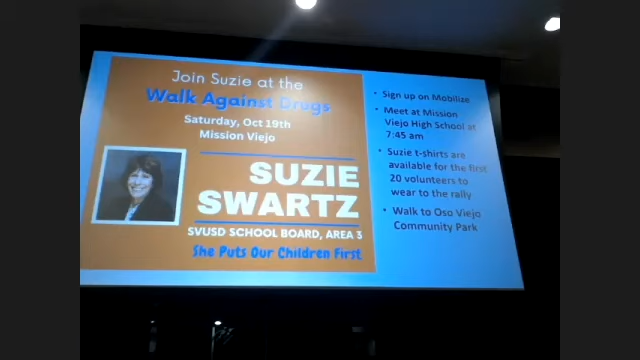 Join Suzie at the
Walk Against Drugs
Saturday, Oct 19th
Mission Viejo
SUZIE
SWARTZ
SVUSD SCHOOL BOARD, AREA 3
She Puts Our Children First
• Sign up on Mobilize
• Meet at Mission
Viejo High School at
7:45 am
• Suzie t-shirts are
available for the first
20 volunteers to
wear to the rally
• Walk to Oso Viejo
Community Park